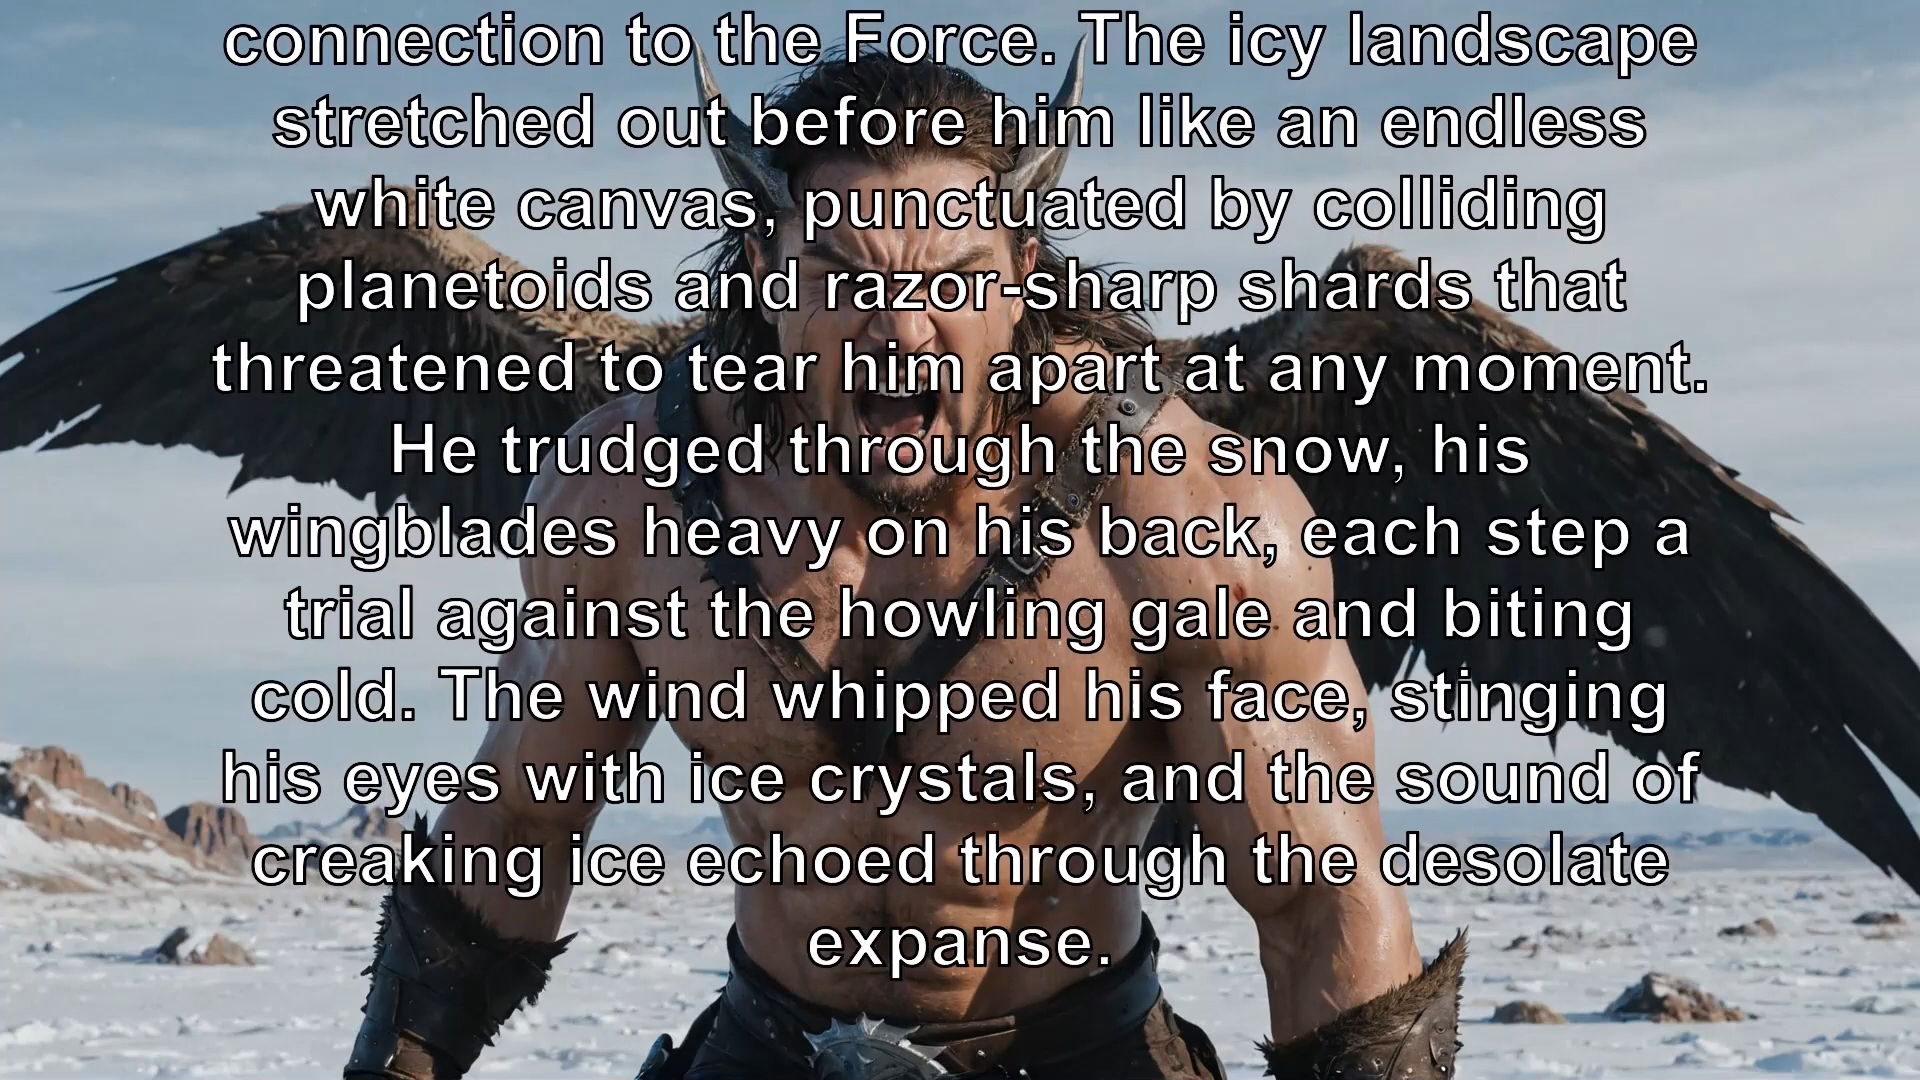 connection to the Force. The icy landscape
stretched out before him like an endless
white canvas, punctuated by colliding
planetoids and razor-sharp shards that
threatened to tear him apart at any moment.
He trudged through the snow, his
wingblades heavy on his back, each step a
trial against the howling gale and biting
cold. The wind whipped his face, stinging
his eyes with ice crystals, and the sound of
creaking ice echoed through the desolate
expanse.